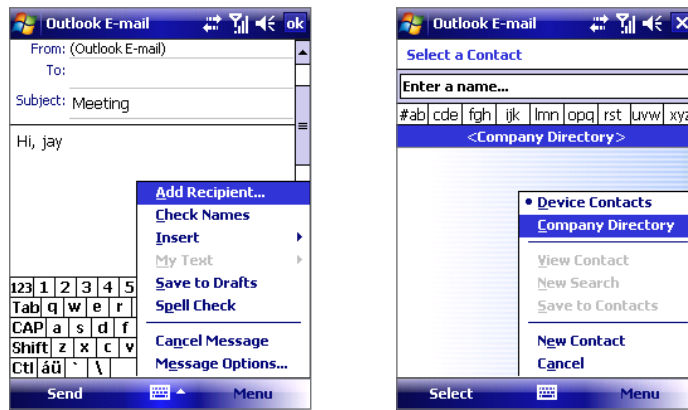 Outlook E-mail ok
From: (Outlook E-mail)
To:
Subject: Meeting
Hi, jay
Add Recipient...
Check Names
Insert
My Text
Save to Drafts
Spell Check
Cancel Message
Message Options...
123 1 2 3 4 5
Tab q w e r
CAP a s d f
Shift z x c v
Ctl áü ` \
Send Menu
Outlook E-mail
Select a Contact
Enter a name...
#ab cde fgh ijk lmn opq rst uvw xyz
<Company Directory>
Device Contacts
Company Directory
View Contact
New Search
Save to Contacts
New Contact
Cancel
Select Menu